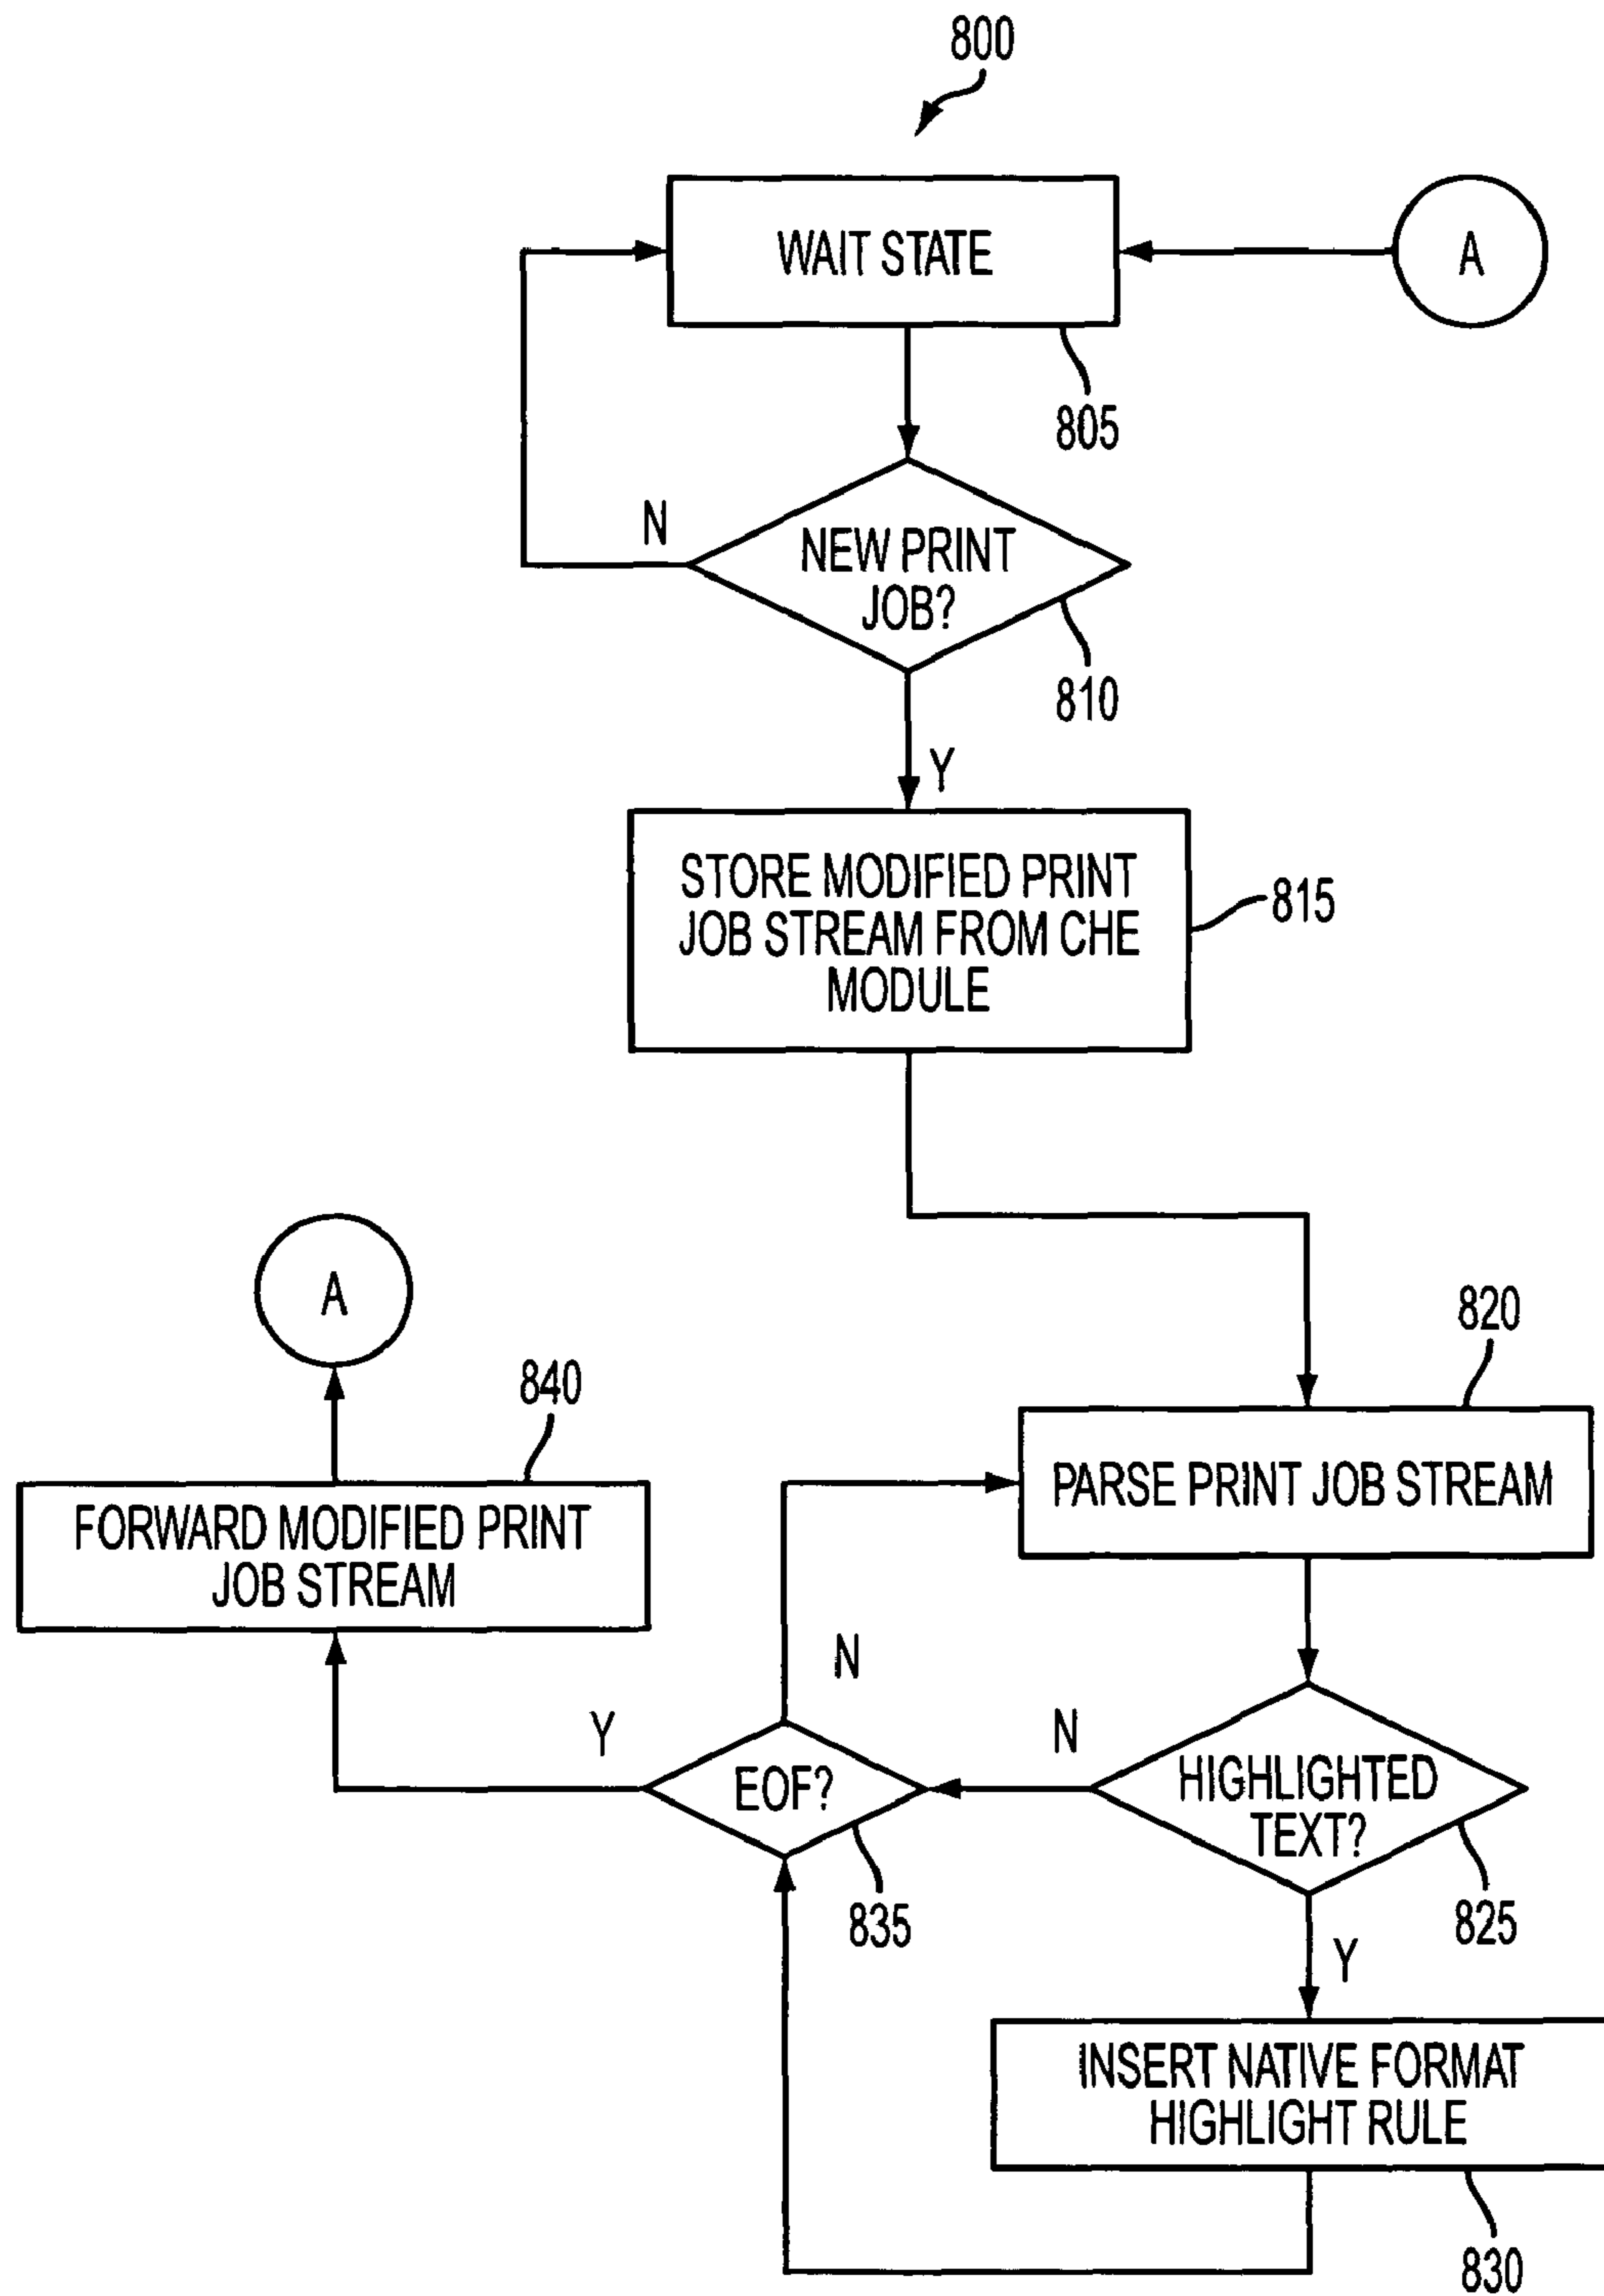 800
WAIT STATE
A
805
N
NEW PRINT
JOB?
810
Y
STORE MODIFIED PRINT
JOB STREAM FROM CHE
MODULE
815
A
820
840
PARSE PRINT JOB STREAM
FORWARD MODIFIED PRINT
JOB STREAM
N
Y
N
EOF?
HIGHLIGHTED
TEXT?
835
825
Y
INSERT NATIVE FORMAT
HIGHLIGHT RULE
830